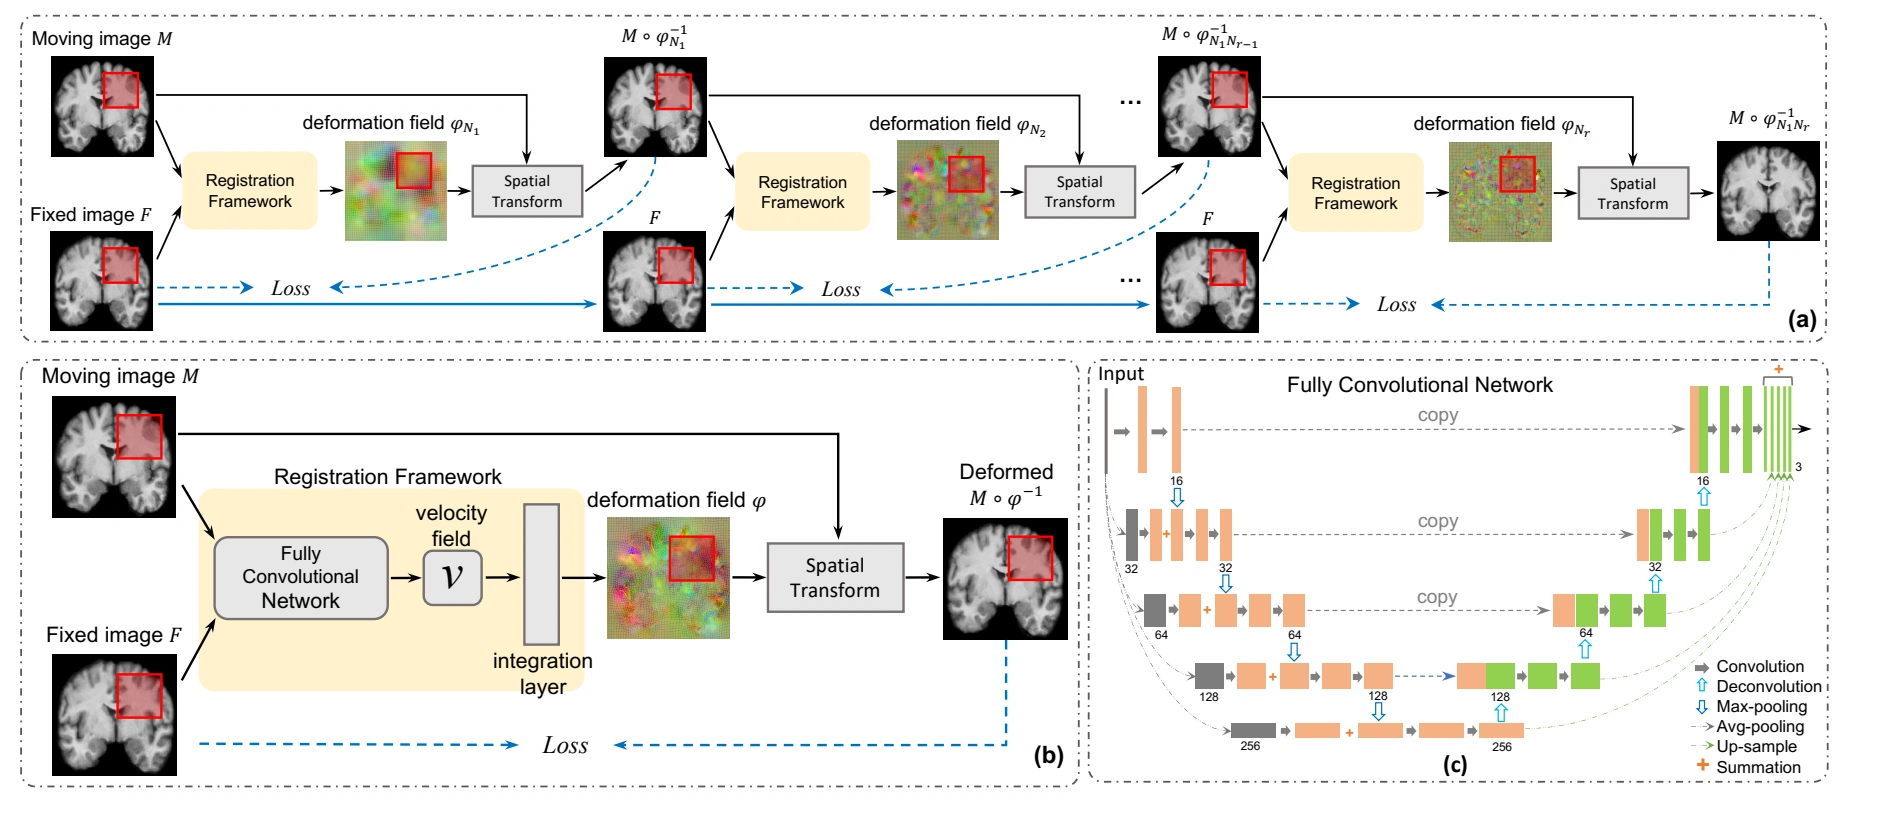 Moving image M
M ∘ φ_{N_1}^{-1}
M ∘ φ_{N_1N_{r-1}}^{-1}
...
deformation field φ_{N_1}
deformation field φ_{N_2}
deformation field φ_{N_r}
M ∘ φ_{N_1N_r}^{-1}
Registration
Framework
Spatial
Transform
Registration
Framework
Spatial
Transform
Registration
Framework
Spatial
Transform
Fixed image F
F
F
...
Loss
Loss
Loss
(a)
Moving image M
Registration Framework
Fully
Convolutional
Network
velocity
field
v
integration
layer
deformation field φ
Spatial
Transform
Deformed
M ∘ φ^{-1}
Fixed image F
Loss
(b)
Input
Fully Convolutional Network
+
copy
16
16
3
+
copy
32
32
32
+
copy
64
64
64
+
128
128
128
+
256
256
Convolution
Deconvolution
Max-pooling
Avg-pooling
Up-sample
+ Summation
(c)